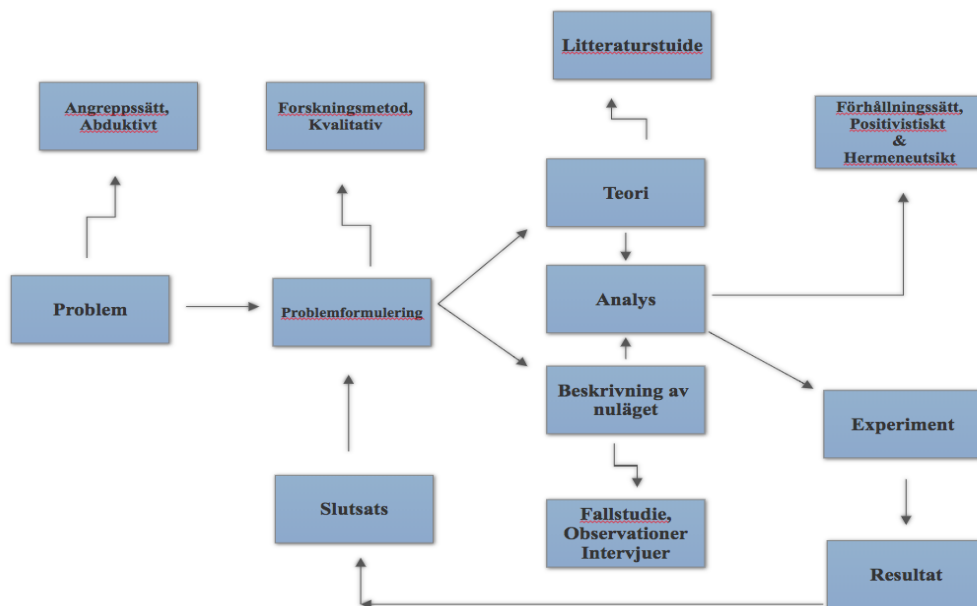 Litteraturstuide
Angreppssätt,
Abduktivt
Forskningsmetod,
Kvalitativ
Förhållningssätt,
Positivistiskt
&
Hermeneutsikt
Teori
Problem
Problemformulering
Analys
Beskrivning av
nuläget
Experiment
Slutsats
Fallstudie,
Observationer
Intervjuer
Resultat